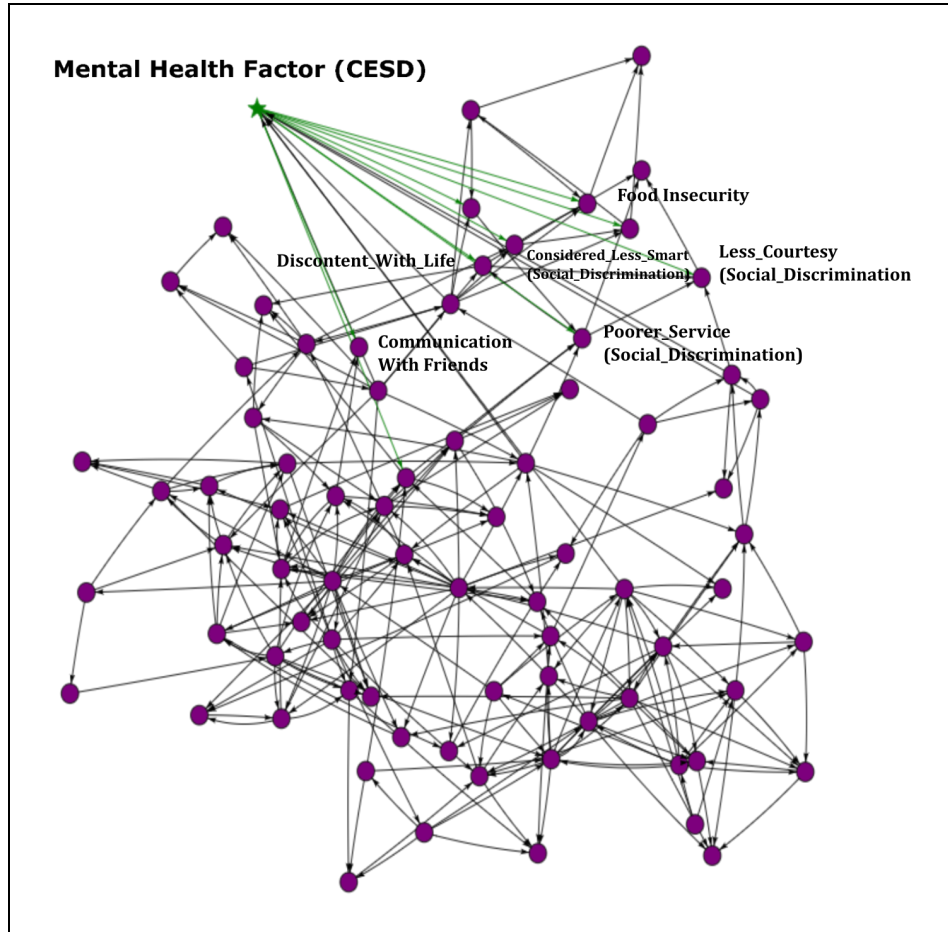 Mental Health Factor (CESD)
Food Insecurity
Discontent_With_Life
Considered_Less_Smart
(Social_Discrimination)
Less_Courtesy
(Social_Discrimination
Communication
With Friends
Poorer_Service
(Social_Discrimination)